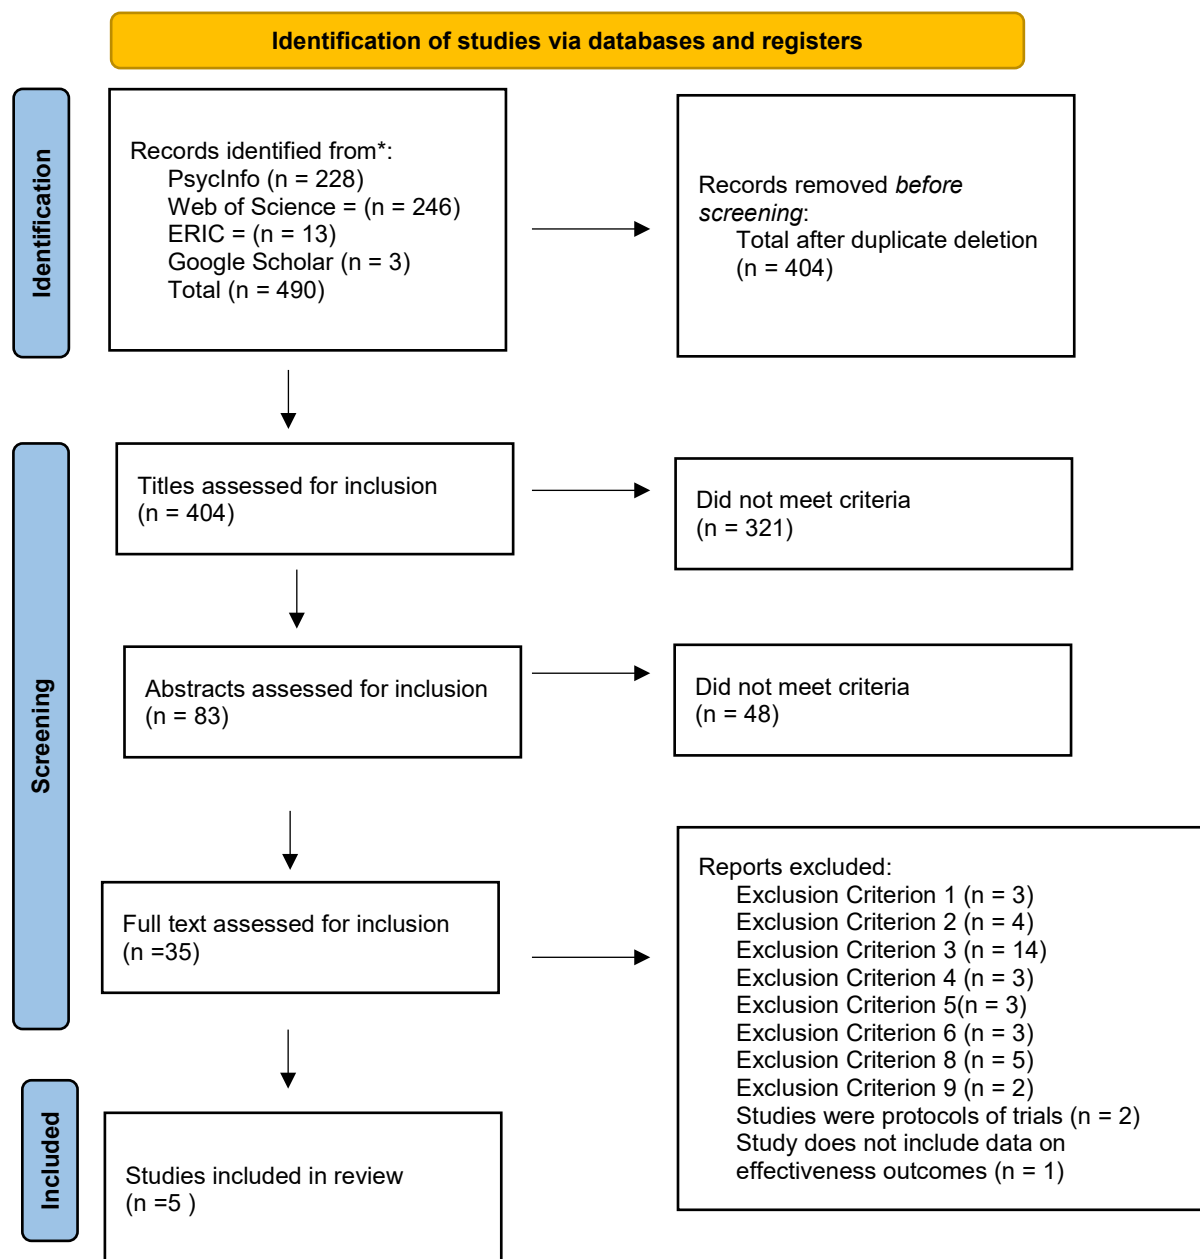 Identification of studies via databases and registers
Identification
Records identified from*:
PsycInfo (n = 228)
Web of Science = (n = 246)
ERIC = (n = 13)
Google Scholar (n = 3)
Total (n = 490)
Records removed before
screening:
Total after duplicate deletion
(n = 404)
Screening
Titles assessed for inclusion
(n = 404)
Did not meet criteria
(n = 321)
Abstracts assessed for inclusion
(n = 83)
Did not meet criteria
(n = 48)
Full text assessed for inclusion
(n =35)
Reports excluded:
Exclusion Criterion 1 (n = 3)
Exclusion Criterion 2 (n = 4)
Exclusion Criterion 3 (n = 14)
Exclusion Criterion 4 (n = 3)
Exclusion Criterion 5(n = 3)
Exclusion Criterion 6 (n = 3)
Exclusion Criterion 8 (n = 5)
Exclusion Criterion 9 (n = 2)
Studies were protocols of trials (n = 2)
Study does not include data on
effectiveness outcomes (n = 1)
Included
Studies included in review
(n =5 )